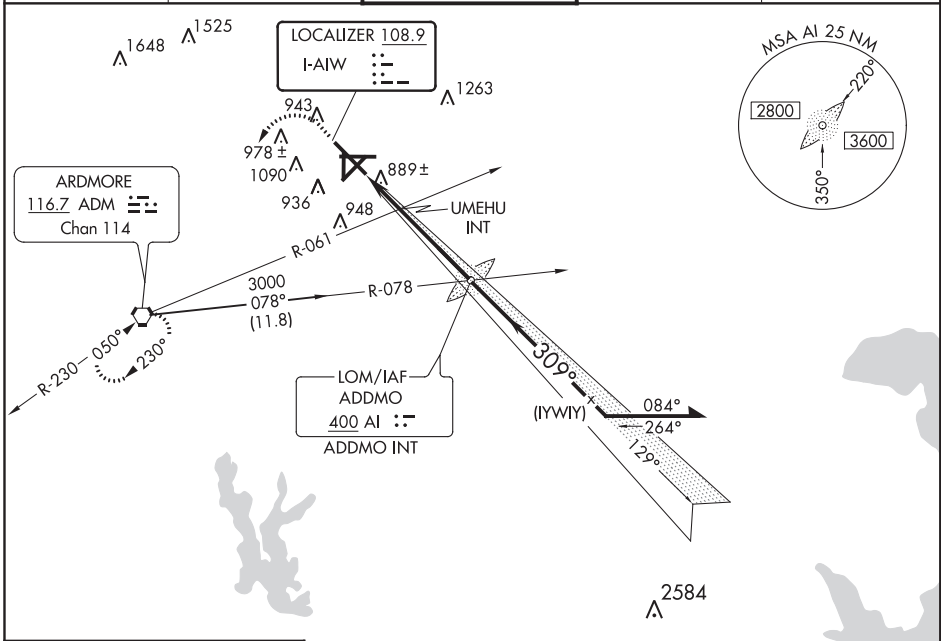 1648
1525
LOCALIZER 108.9
I-AIW
1263
MSA AI 25 NM
220°
2800
3600
350°
943
978 ±
1090
936
948
889 ±
UMEHU
INT
ARDMORE
116.7 ADM
Chan 114
R-061
3000
078°
(11.8)
R-078
R-230
050°
230°
LOM/IAF
ADDMO
400 AI
ADDMO INT
309°
(IYWIY)
084°
264°
129°
2584